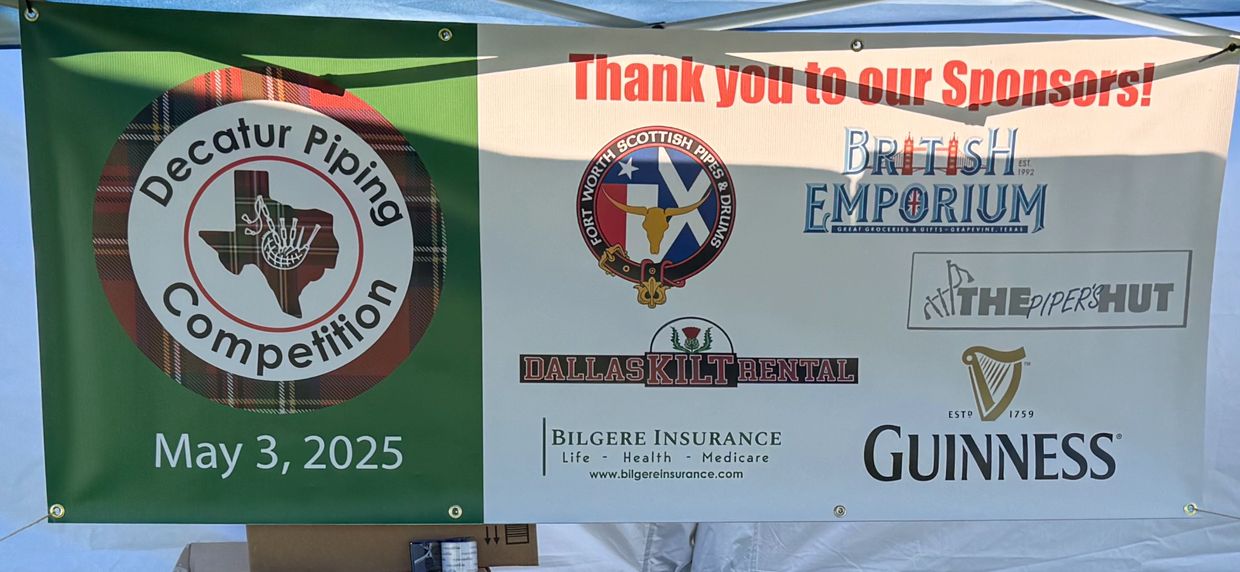 Decatur Piping
Competition
May 3, 2025
Thank you to our Sponsors!
FORT WORTH SCOTTISH PIPES & DRUMS
BRITISH
EST.
1992
EMPORIUM
GREAT GROCERIES & GIFTS - GRAPEVINE, TEXAS
THE PIPER'S HUT
DALLAS KILT RENTAL
ESTD 1759
GUINNESS®
BILGERE INSURANCE
Life - Health - Medicare
www.bilgereinsurance.com